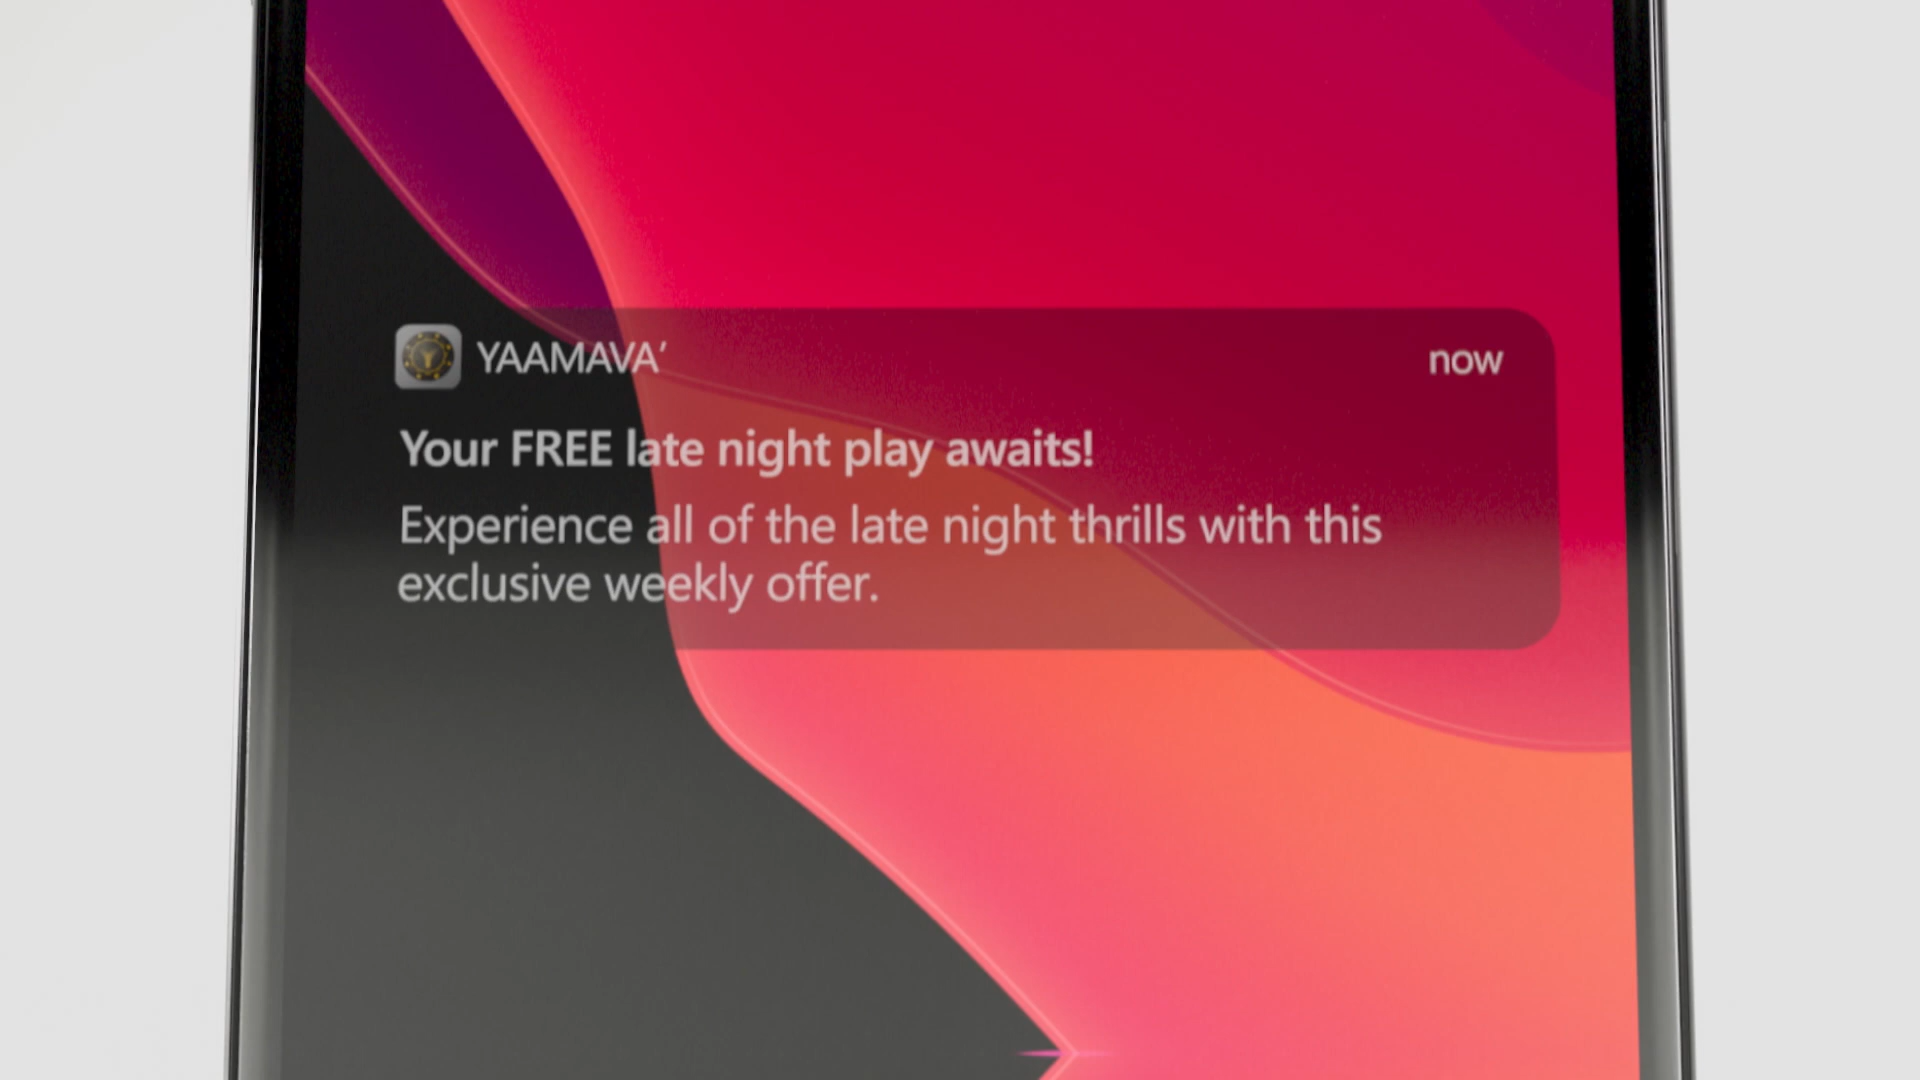 YAAMAVA’
now
Your FREE late night play awaits!
Experience all of the late night thrills with this
exclusive weekly offer.